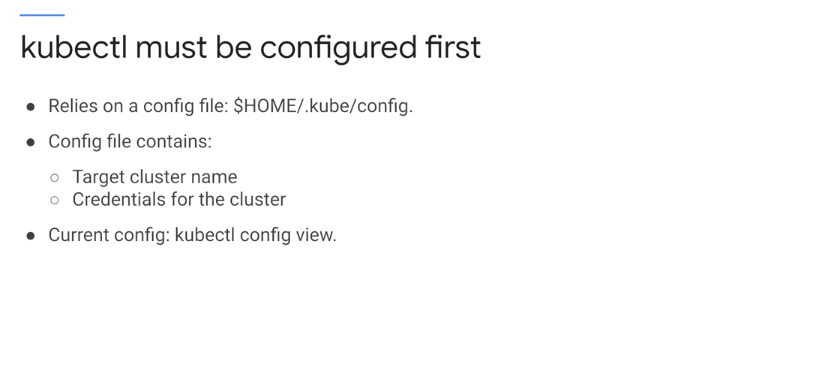 kubectl must be configured first
● Relies on a config file: $HOME/.kube/config.
● Config file contains:
○ Target cluster name
○ Credentials for the cluster
● Current config: kubectl config view.